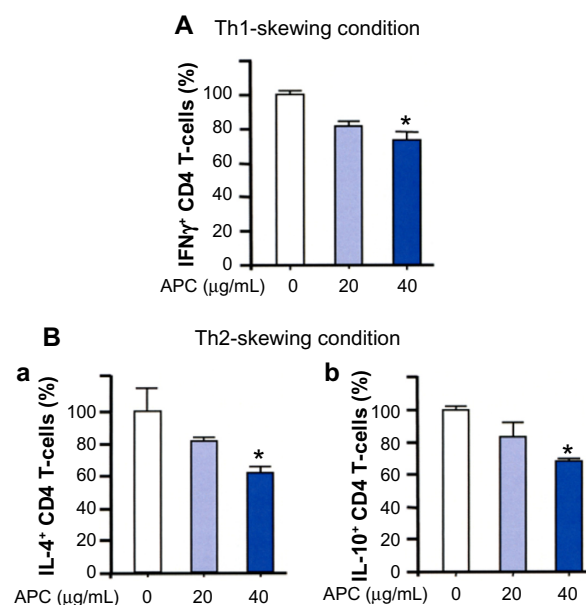 A Th1-skewing condition
IFNγ⁺ CD4 T-cells (%)
100
80
60
40
20
0
*
APC (μg/mL) 0 20 40
B Th2-skewing condition
a
IL-4⁺ CD4 T-cells (%)
100
80
60
40
20
0
*
APC (μg/mL) 0 20 40
b
IL-10⁺ CD4 T-cells (%)
100
80
60
40
20
0
*
APC (μg/mL) 0 20 40